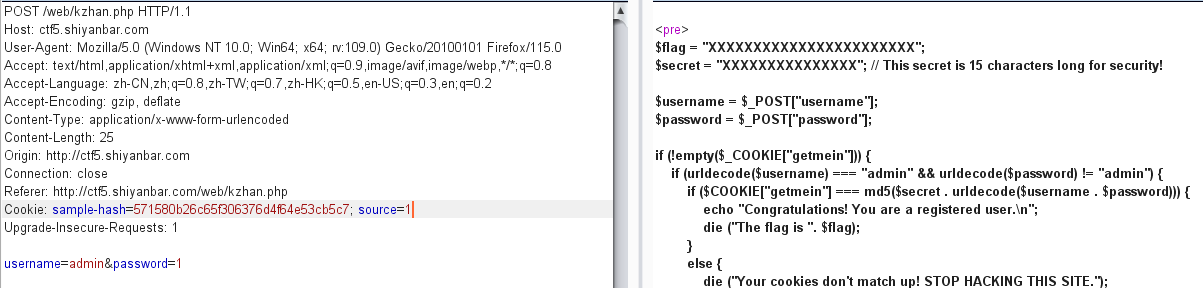 POST /web/kzhan.php HTTP/1.1
Host: ctf5.shiyanbar.com
User-Agent: Mozilla/5.0 (Windows NT 10.0; Win64; x64; rv:109.0) Gecko/20100101 Firefox/115.0
Accept: text/html,application/xhtml+xml,application/xml;q=0.9,image/avif,image/webp,*/*;q=0.8
Accept-Language: zh-CN,zh;q=0.8,zh-TW;q=0.7,zh-HK;q=0.5,en-US;q=0.3,en;q=0.2
Accept-Encoding: gzip, deflate
Content-Type: application/x-www-form-urlencoded
Content-Length: 25
Origin: http://ctf5.shiyanbar.com
Connection: close
Referer: http://ctf5.shiyanbar.com/web/kzhan.php
Cookie: sample-hash=571580b26c65f306376d4f64e53cb5c7; source=1
Upgrade-Insecure-Requests: 1
username=admin&password=1
<pre>
$flag = "XXXXXXXXXXXXXXXXXXXXXXX";
$secret = "XXXXXXXXXXXXXXX"; // This secret is 15 characters long for security!
$username = $_POST["username"];
$password = $_POST["password"];
if (!empty($_COOKIE["getmein"])) {
if (urldecode($username) === "admin" && urldecode($password) != "admin") {
if ($COOKIE["getmein"] === md5($secret . urldecode($username . $password))) {
echo "Congratulations! You are a registered user.\n";
die ("The flag is ". $flag);
}
else {
die ("Your cookies don't match up! STOP HACKING THIS SITE.");